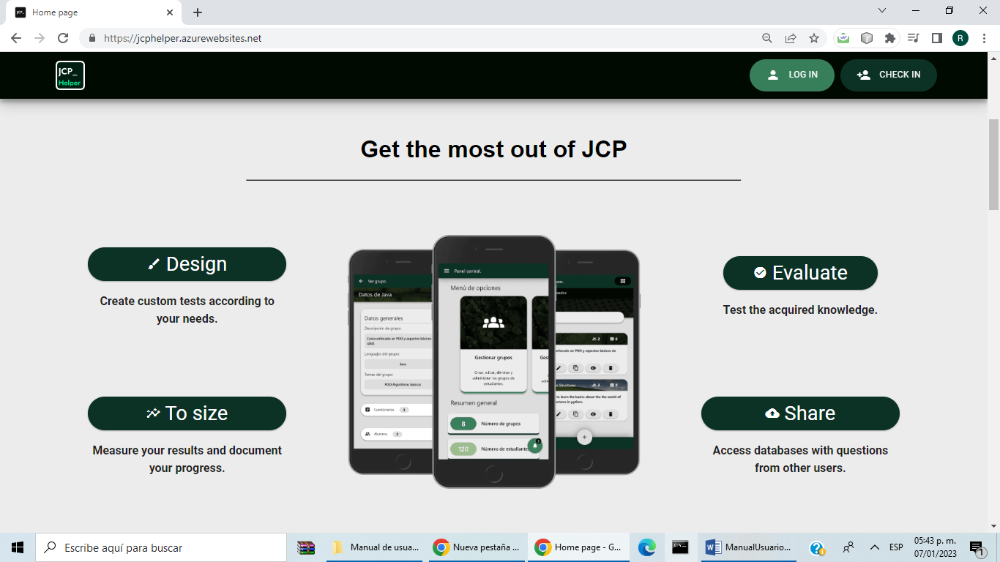 Home page
https://jcphelper.azurewebsites.net
R
JCP_
Helper
LOG IN
CHECK IN
Get the most out of JCP
Design
Create custom tests according to
your needs.
To size
Measure your results and document
your progress.
Ver grupo.
Datos de Java
Datos generales
Descripción de grupo:
Curso enfocado en POO y aspectos básicos de
JAVA
Lenguajes del grupo:
Temas del grupo:
POO Algoritmos básicos
Cuestionarios 3
Alumnos 2
Panel central.
Menú de opciones
Gestionar grupos
Crear, editar, eliminar y
administrar los grupos de
estudiantes.
Resumen general
8 Número de grupos
120 Número de estudiantes
2 0
enfocado en POO y aspectos básicos de
Structures
to learn the basics about the the world of
structures in python.
Evaluate
Test the acquired knowledge.
Share
Access databases with questions
from other users.
Escribe aquí para buscar
Manual de usua...
Nueva pestaña ...
Home page - G...
ManualUsuario...
ESP
05:43 p. m.
07/01/2023
1